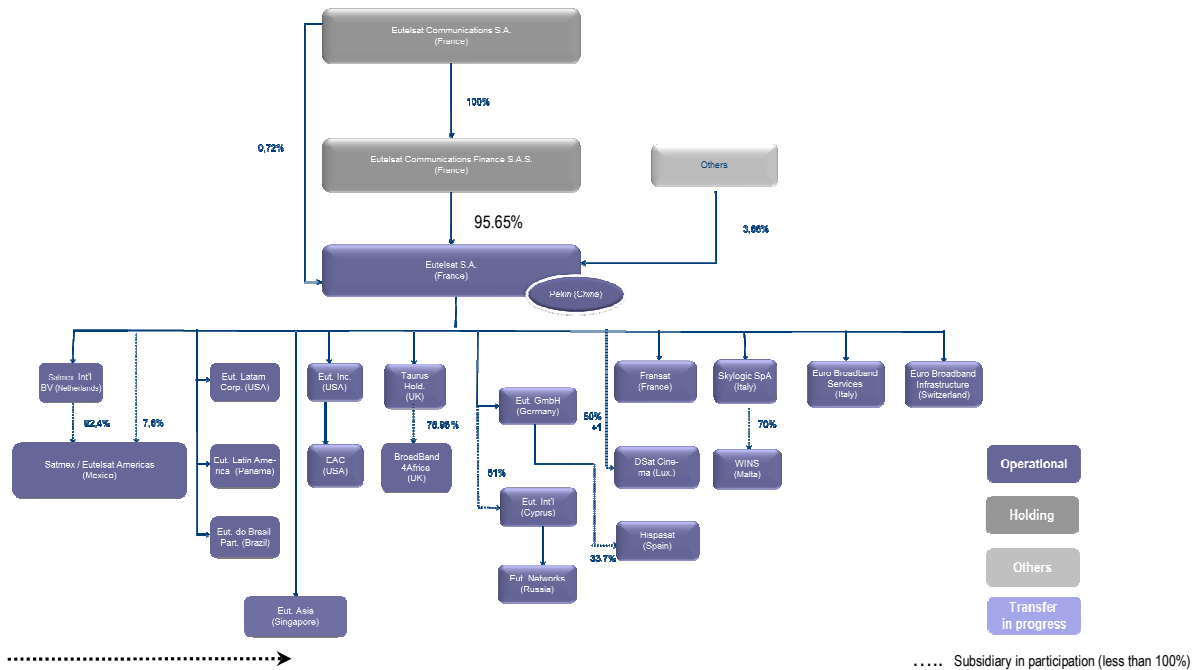 Eutelsat Communications S.A.
(France)
100%
0,72%
Eutelsat Communications Finance S.A.S.
(France)
Others
95.65%
3,66%
Eutelsat S.A.
(France)
Pékin (China)
Satmex Int'l
BV (Netherlands)
92,4%
7,6%
Satmex / Eutelsat Americas
(Mexico)
Eut. Latam
Corp. (USA)
Eut. Latin Ame-
rica (Panama)
Eut. do Brasil
Part. (Brazil)
Eut. Asia
(Singapore)
Eut. Inc.
(USA)
EAC
(USA)
Taurus
Hold.
(UK)
BroadBand
4Africa
(UK)
Eut. GmbH
(Germany)
51%
Eut. Int'l
(Cyprus)
Eut. Networks
(Russia)
50%
+1
Fransat
(France)
DSat Cine-
ma (Lux.)
Hispasat
(Spain)
33.7%
Skylogic SpA
(Italy)
70%
WINS
(Malta)
Euro Broadband
Services
(Italy)
Euro Broadband
Infrastructure
(Switzerland)
Operational
Holding
Others
Transfer
in progress
..... Subsidiary in participation (less than 100%)